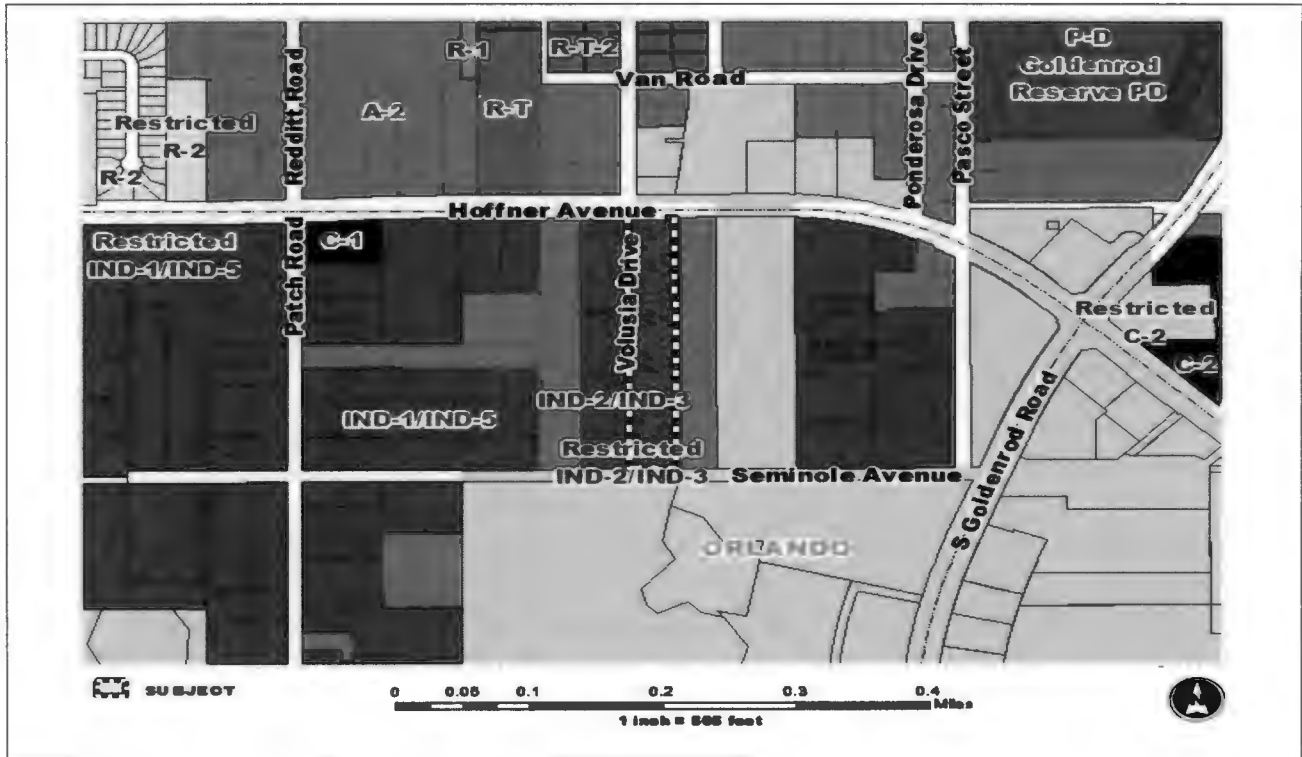 R-1
R-T-2
P-D
Goldenrod
Reserve PD
Van Road
Redditt Road
A-2
R-T
Ponderosa Drive
Pasco Street
Restricted
R-2
R-2
Hoffner Avenue
Restricted
IND-1/IND-5
C-1
Patch Road
Volusia Drive
Restricted
C-2
C-2
IND-2/IND-3
IND-1/IND-5
Restricted
IND-2/IND-3
Seminole Avenue
S Goldenrod Road
ORLANDO
SUBJECT
0 0.05 0.1 0.2 0.3 0.4
Miles
1 inch = 505 feet